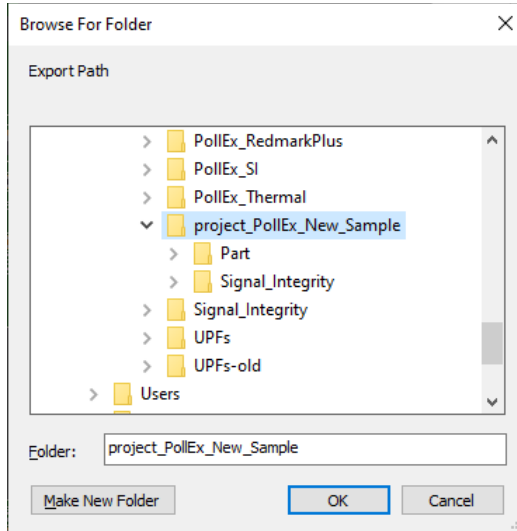 Browse For Folder
Export Path
PollEx_RedmarkPlus
PollEx_SI
PollEx_Thermal
project_PollEx_New_Sample
Part
Signal_Integrity
Signal_Integrity
UPFs
UPFs-old
Users
Folder: project_PollEx_New_Sample
Make New Folder OK Cancel